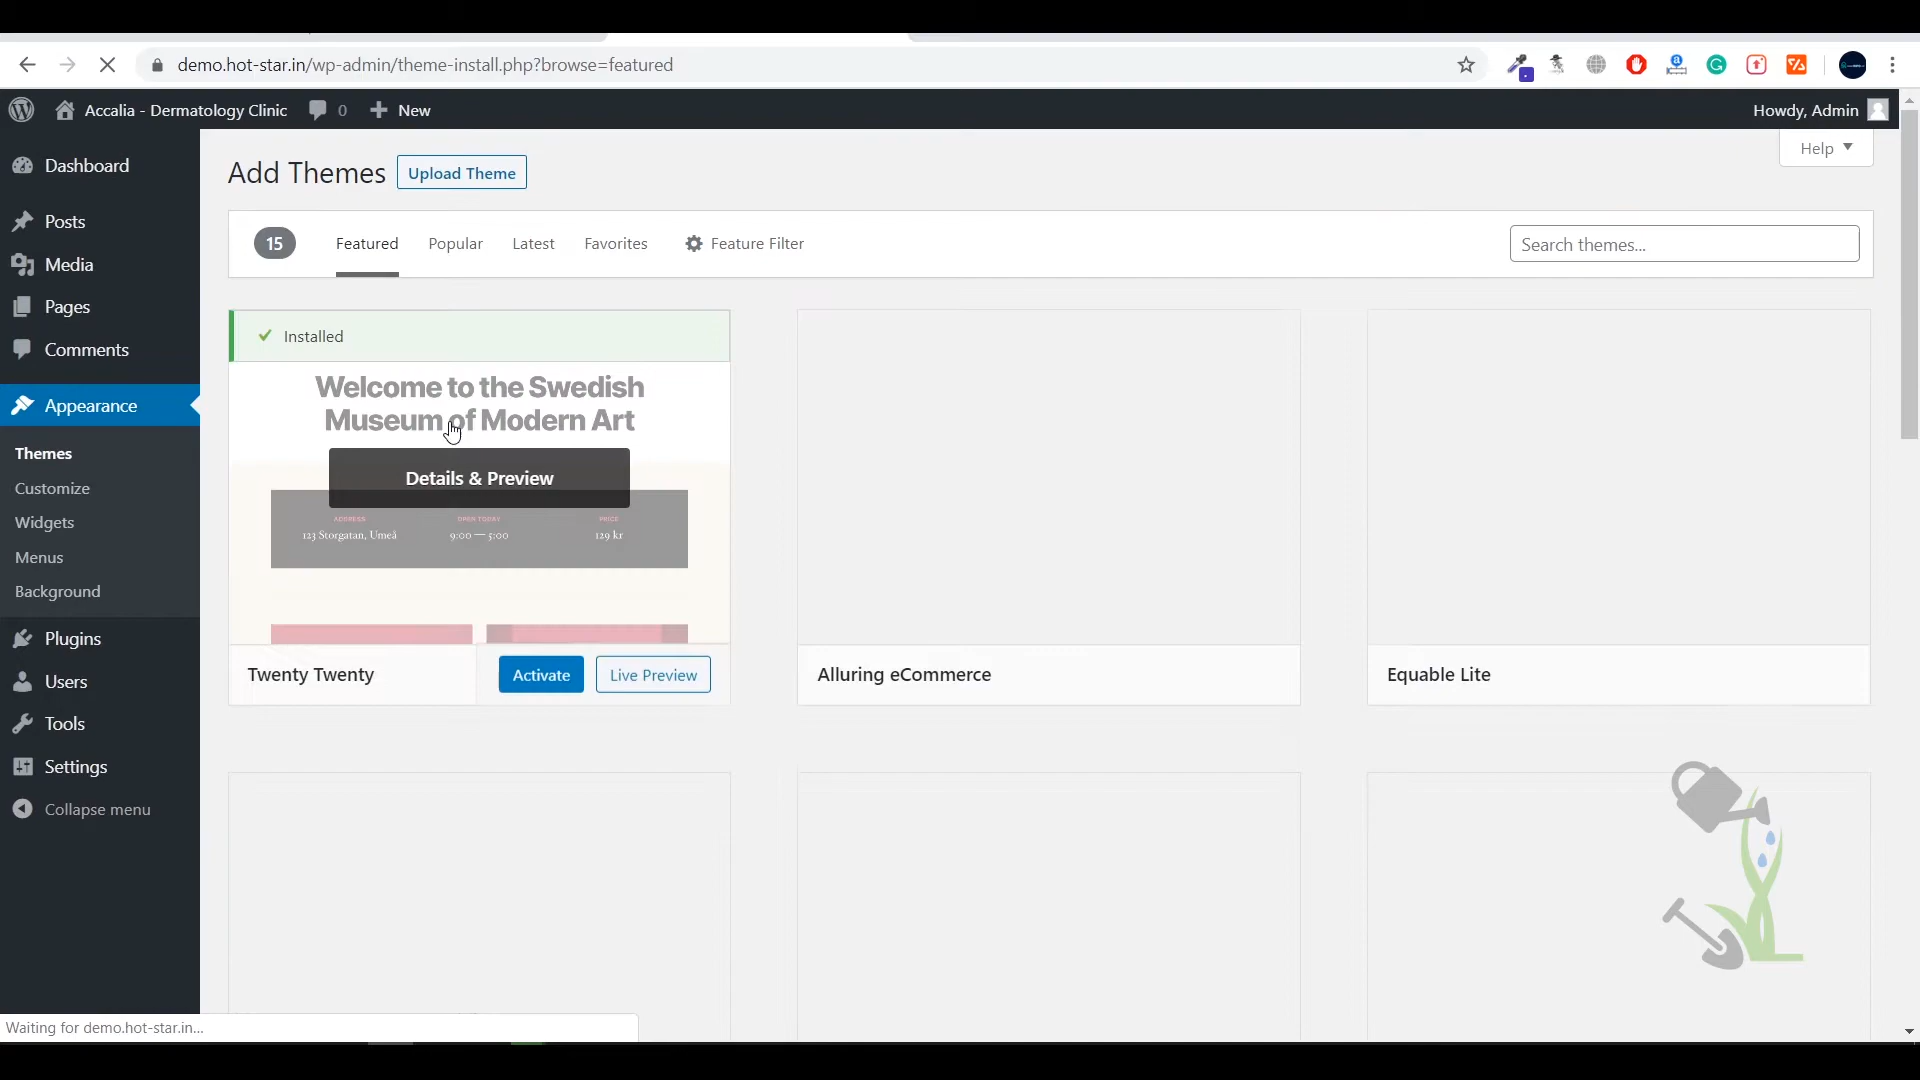 demo.hot-star.in/wp-admin/theme-install.php?browse=featured
Accalia - Dermatology Clinic 0 New Howdy, Admin
Help
Dashboard
Posts
Media
Pages
Comments
Appearance
Themes
Customize
Widgets
Menus
Background
Plugins
Users
Tools
Settings
Collapse menu
Add Themes Upload Theme
15 Featured Popular Latest Favorites Feature Filter Search themes...
Installed
Welcome to the Swedish
Museum of Modern Art
Details & Preview
ADDRESS OPEN TODAY PRICE
123 Storgatan, Umeå 9:00 — 5:00 129 kr
Twenty Twenty Activate Live Preview
Alluring eCommerce
Equable Lite
Waiting for demo.hot-star.in...